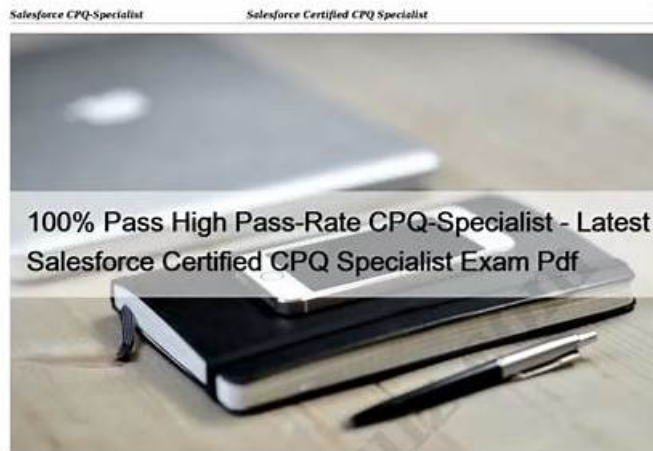 Salesforce CPQ-Specialist Salesforce Certified CPQ Specialist
100% Pass High Pass-Rate CPQ-Specialist - Latest
Salesforce Certified CPQ Specialist Exam Pdf